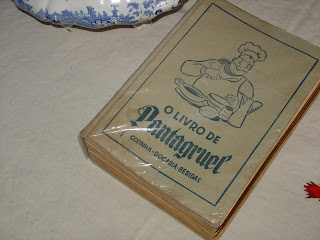 O LIVRO DE
Pantagruel
COZINHA-DOÇARIA-BEBIDAS